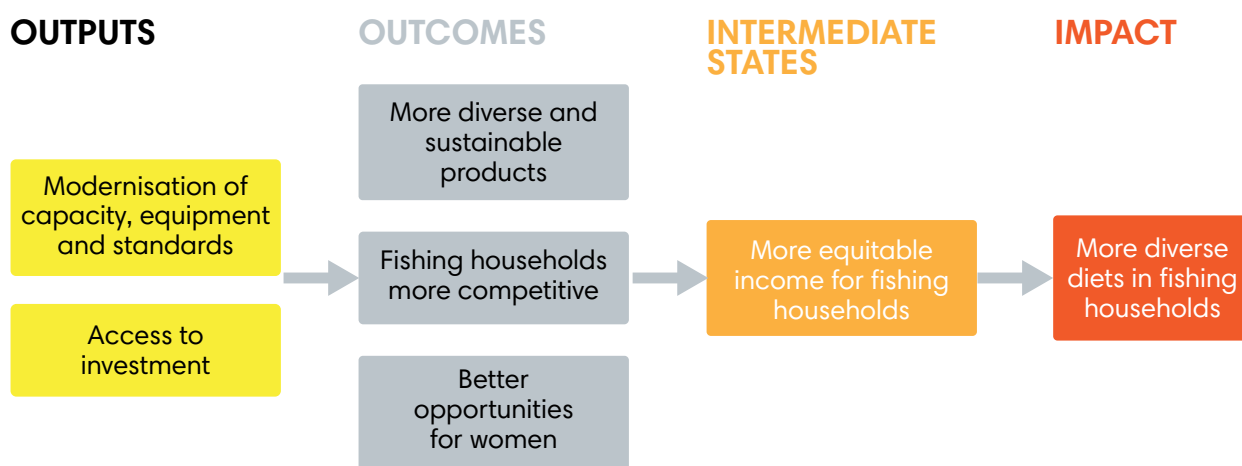 OUTPUTS
OUTCOMES
INTERMEDIATE
STATES
IMPACT
Modernisation of
capacity, equipment
and standards
Access to
investment
More diverse and
sustainable
products
Fishing households
more competitive
Better
opportunities
for women
More equitable
income for fishing
households
More diverse
diets in fishing
households